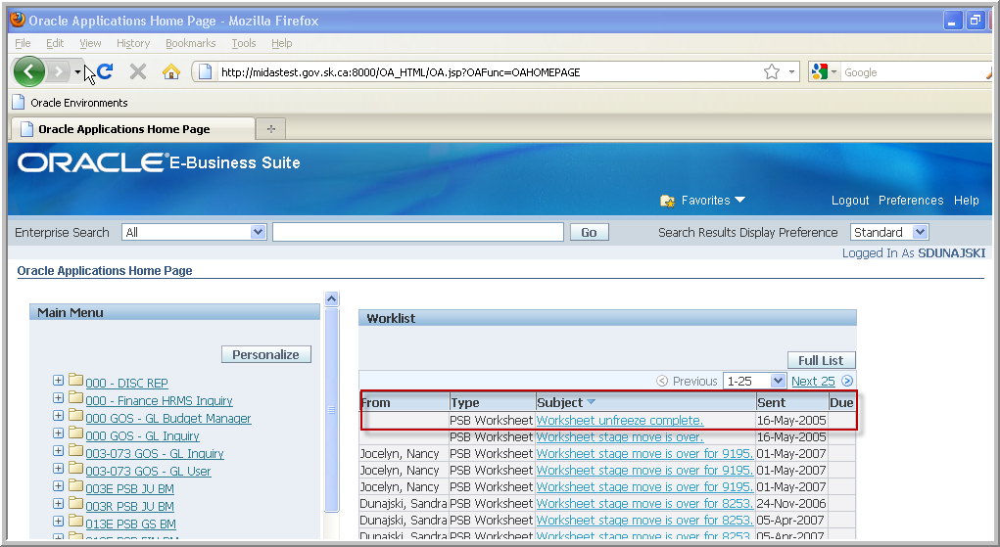 Oracle Applications Home Page - Mozilla Firefox
File Edit View History Bookmarks Tools Help
http://midastest.gov.sk.ca:8000/OA_HTML/OA.jsp?OAFunc=OAHOMEPAGE
Google
Oracle Environments
Oracle Applications Home Page
ORACLE® E-Business Suite
Favorites Logout Preferences Help
Enterprise Search All Go Search Results Display Preference Standard
Logged In As SDUNAJSKI
Oracle Applications Home Page
Main Menu
Personalize
000 - DISC REP
000 - Finance HRMS Inquiry
000 GOS - GL Budget Manager
000 GOS - GL Inquiry
003-073 GOS - GL Inquiry
003-073 GOS - GL User
003E PSB JU BM
003R PSB JU BM
013E PSB GS BM
Worklist
Full List
Previous 1-25 Next 25
From Type Subject Sent Due
PSB Worksheet Worksheet unfreeze complete. 16-May-2005
PSB Worksheet Worksheet stage move is over. 16-May-2005
Jocelyn, Nancy PSB Worksheet Worksheet stage move is over for 9195. 01-May-2007
Jocelyn, Nancy PSB Worksheet Worksheet stage move is over for 9195. 01-May-2007
Jocelyn, Nancy PSB Worksheet Worksheet stage move is over for 9195. 01-May-2007
Dunajski, Sandra PSB Worksheet Worksheet stage move is over for 8253. 24-Nov-2006
Dunajski, Sandra PSB Worksheet Worksheet stage move is over for 8253. 05-Apr-2007
Dunajski, Sandra PSB Worksheet Worksheet stage move is over for 8253. 05-Apr-2007